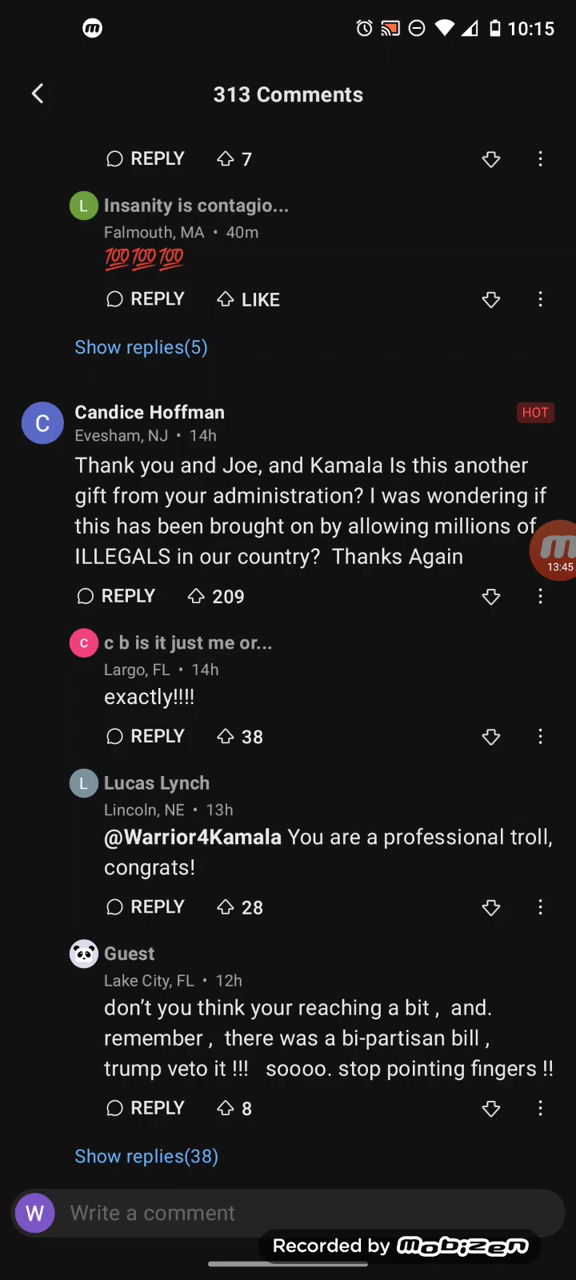 10:15
313 Comments
REPLY 7
L Insanity is contagio...
Falmouth, MA • 40m
💯💯💯
REPLY LIKE
Show replies(5)
C Candice Hoffman HOT
Evesham, NJ • 14h
Thank you and Joe, and Kamala Is this another
gift from your administration? I was wondering if
this has been brought on by allowing millions of
ILLEGALS in our country? Thanks Again
13:45
REPLY 209
c c b is it just me or...
Largo, FL • 14h
exactly!!!!
REPLY 38
L Lucas Lynch
Lincoln, NE • 13h
@Warrior4Kamala You are a professional troll,
congrats!
REPLY 28
Guest
Lake City, FL • 12h
don't you think your reaching a bit , and.
remember , there was a bi-partisan bill ,
trump veto it !!! soooo. stop pointing fingers !!
REPLY 8
Show replies(38)
W Write a comment
Recorded by mobizen